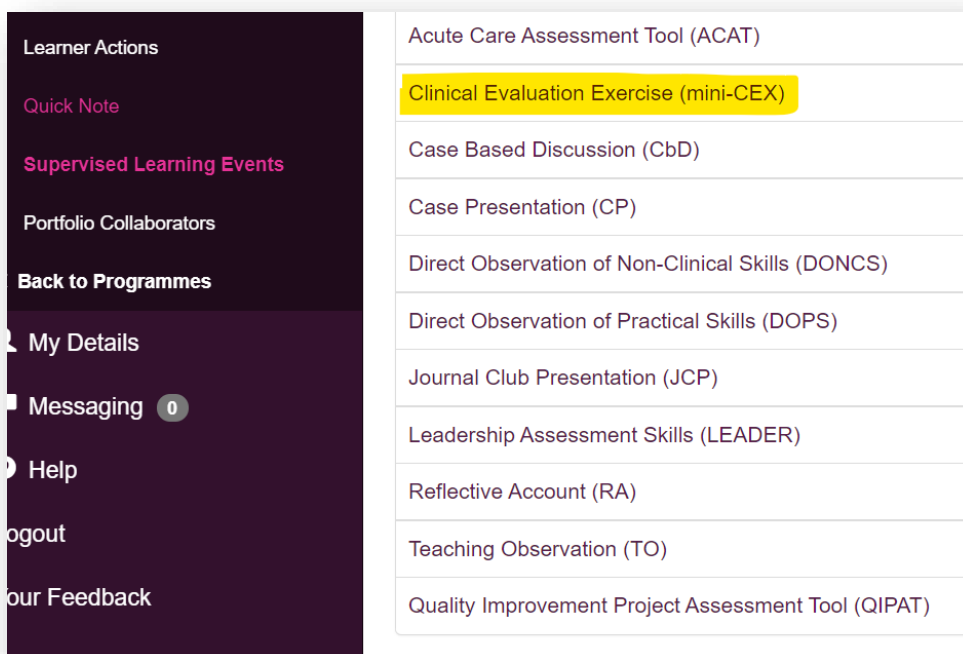 Learner Actions
Quick Note
Supervised Learning Events
Portfolio Collaborators
Back to Programmes
My Details
Messaging 0
Help
ogout
our Feedback
Acute Care Assessment Tool (ACAT)
Clinical Evaluation Exercise (mini-CEX)
Case Based Discussion (CbD)
Case Presentation (CP)
Direct Observation of Non-Clinical Skills (DONCS)
Direct Observation of Practical Skills (DOPS)
Journal Club Presentation (JCP)
Leadership Assessment Skills (LEADER)
Reflective Account (RA)
Teaching Observation (TO)
Quality Improvement Project Assessment Tool (QIPAT)